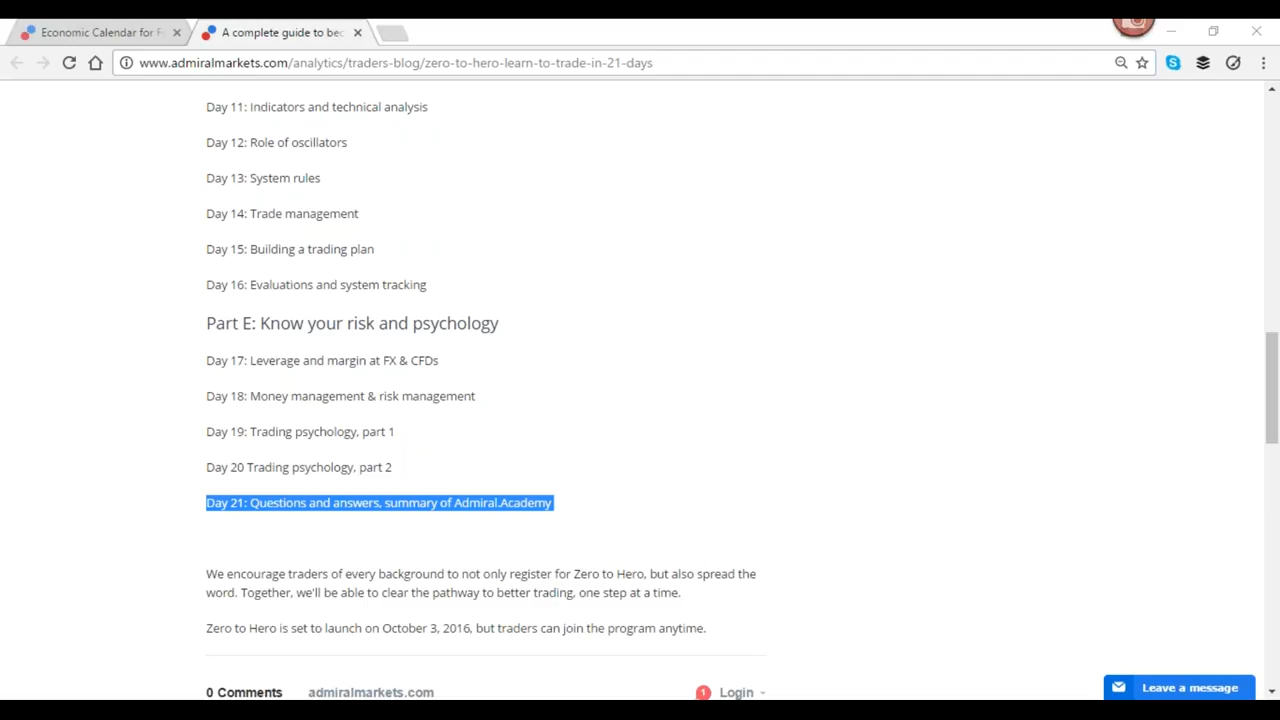 Economic Calendar for F
A complete guide to bec
www.admiralmarkets.com/analytics/traders-blog/zero-to-hero-learn-to-trade-in-21-days
Day 11: Indicators and technical analysis
Day 12: Role of oscillators
Day 13: System rules
Day 14: Trade management
Day 15: Building a trading plan
Day 16: Evaluations and system tracking
Part E: Know your risk and psychology
Day 17: Leverage and margin at FX & CFDs
Day 18: Money management & risk management
Day 19: Trading psychology, part 1
Day 20 Trading psychology, part 2
Day 21: Questions and answers, summary of Admiral.Academy
We encourage traders of every background to not only register for Zero to Hero, but also spread the
word. Together, we'll be able to clear the pathway to better trading, one step at a time.
Zero to Hero is set to launch on October 3, 2016, but traders can join the program anytime.
0 Comments admiralmarkets.com 1 Login
Leave a message